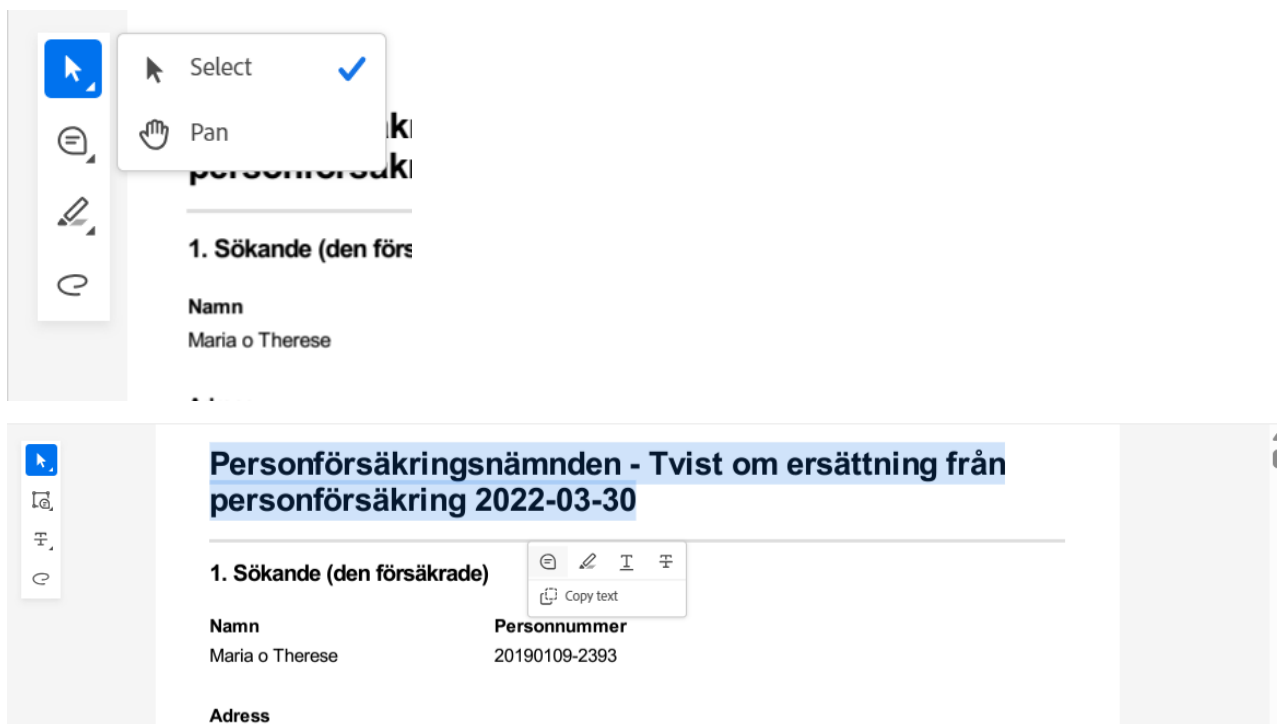 Select
Pan
1. Sökande (den förs
Namn
Maria o Therese
Personförsäkringsnämnden - Tvist om ersättning från
personförsäkring 2022-03-30
1. Sökande (den försäkrade)
Copy text
Namn Personnummer
Maria o Therese 20190109-2393
Adress